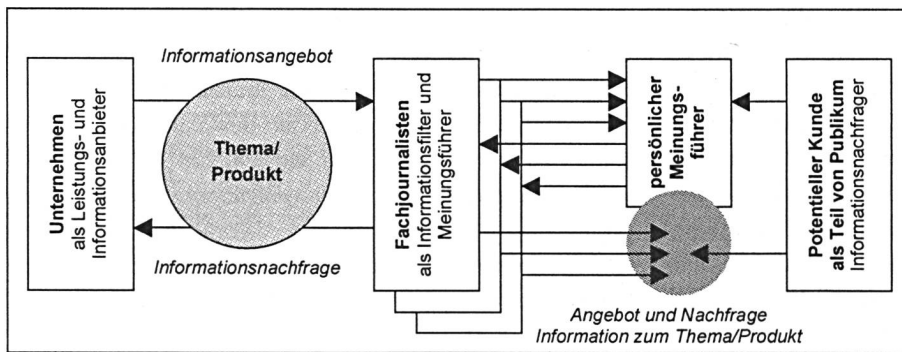 Informationsangebot
Unternehmen
als Leistungs- und
Informationsanbieter
Thema/
Produkt
Informationsnachfrage
Fachjournalisten
als Informationsfilter und
Meinungsführer
persönlicher
Meinungs-
führer
Angebot und Nachfrage
Information zum Thema/Produkt
Potentieller Kunde
als Teil von Publikum
Informationsnachfrager